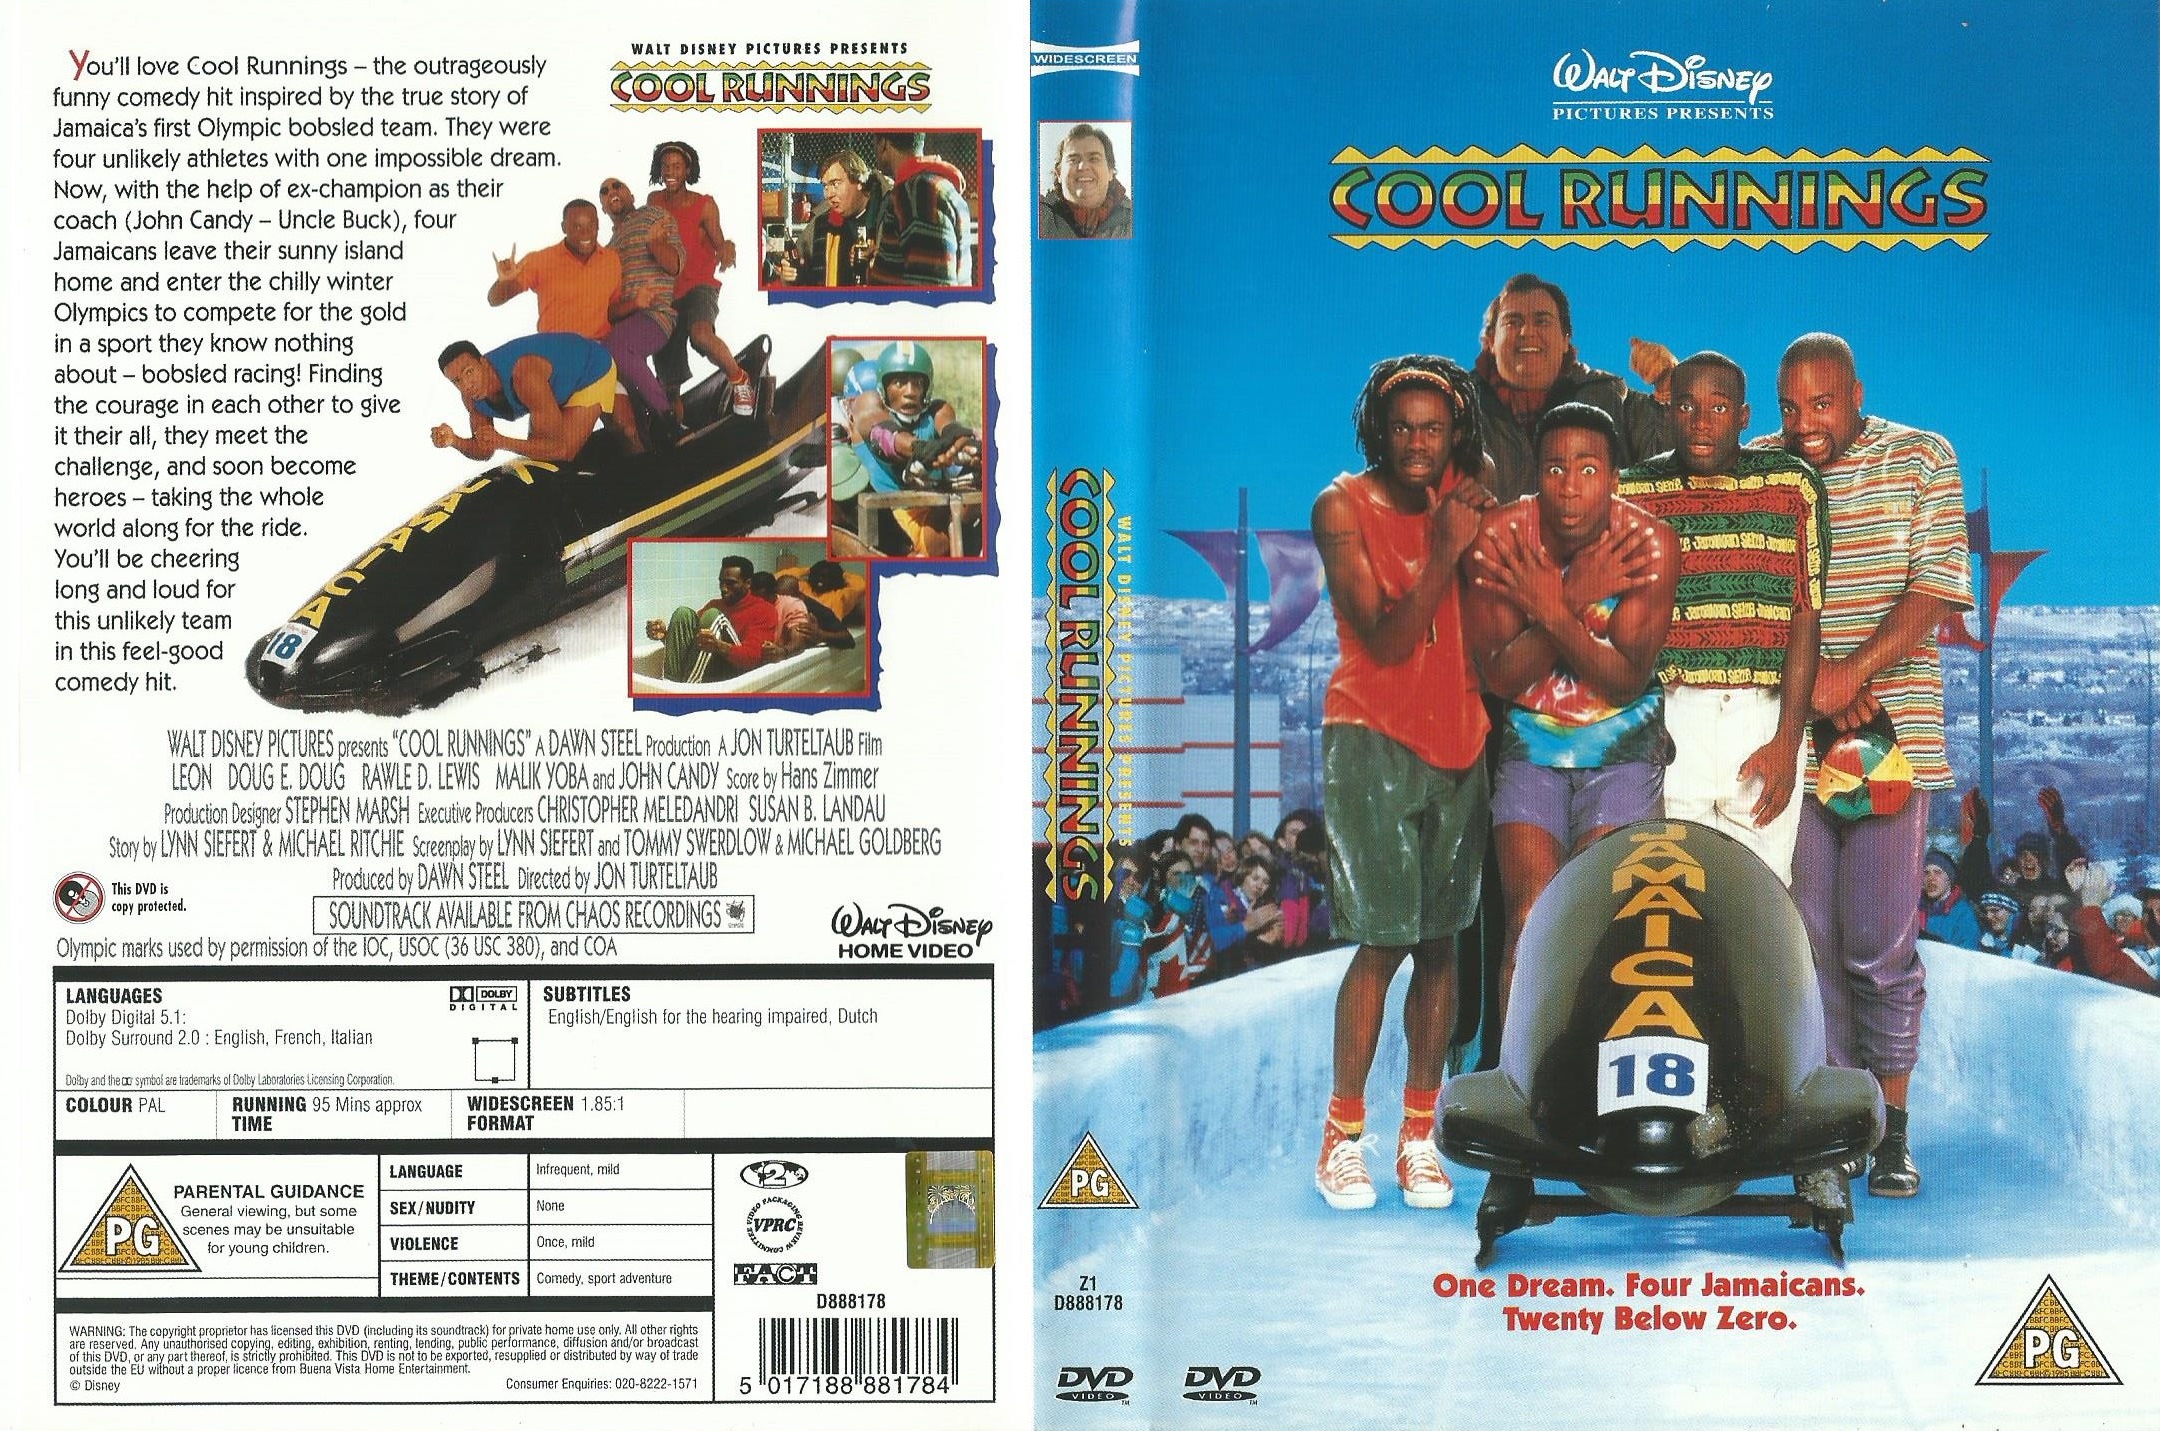 You'll love Cool Runnings – the outrageously
funny comedy hit inspired by the true story of
Jamaica's first Olympic bobsled team. They were
four unlikely athletes with one impossible dream.
Now, with the help of ex-champion as their
coach (John Candy – Uncle Buck), four
Jamaicans leave their sunny island
home and enter the chilly winter
Olympics to compete for the gold
in a sport they know nothing
about – bobsled racing! Finding
the courage in each other to give
it their all, they meet the
challenge, and soon become
heroes – taking the whole
world along for the ride.
You'll be cheering
long and loud for
this unlikely team
in this feel-good
comedy hit.
WALT DISNEY PICTURES PRESENTS
COOL RUNNINGS
JAMAICA
18
WALT DISNEY PICTURES presents "COOL RUNNINGS" A DAWN STEEL Production A JON TURTELTAUB Film
LEON DOUG E. DOUG RAWLE D. LEWIS MALIK YOBA and JOHN CANDY Score by Hans Zimmer
Production Designer STEPHEN MARSH Executive Producers CHRISTOPHER MELEDANDRI SUSAN B. LANDAU
Story by LYNN SIEFERT & MICHAEL RITCHIE Screenplay by LYNN SIEFERT and TOMMY SWERDLOW & MICHAEL GOLDBERG
Produced by DAWN STEEL Directed by JON TURTELTAUB
This DVD is
copy protected.
SOUNDTRACK AVAILABLE FROM CHAOS RECORDINGS
Olympic marks used by permission of the IOC, USOC (36 USC 380), and COA
WALT DISNEY
HOME VIDEO
LANGUAGES
Dolby Digital 5.1:
Dolby Surround 2.0 : English, French, Italian
Dolby and the symbol are trademarks of Dolby Laboratories Licensing Corporation.
DOLBY
DIGITAL
SUBTITLES
English/English for the hearing impaired, Dutch
COLOUR PAL
RUNNING 95 Mins approx
TIME
WIDESCREEN 1.85:1
FORMAT
PG
PARENTAL GUIDANCE
General viewing, but some
scenes may be unsuitable
for young children.
LANGUAGE Infrequent, mild
SEX/NUDITY None
VIOLENCE Once, mild
THEME/CONTENTS Comedy, sport adventure
2
VIDEO PACKAGING REVIEW COMMITTEE
VPRC
FACT
D888178
5 017188 881784
WARNING: The copyright proprietor has licensed this DVD (including its soundtrack) for private home use only. All other rights
are reserved. Any unauthorised copying, editing, exhibition, renting, lending, public performance, diffusion and/or broadcast
of this DVD, or any part thereof, is strictly prohibited. This DVD is not to be exported, resupplied or distributed by way of trade
outside the EU without a proper licence from Buena Vista Home Entertainment.
© Disney
Consumer Enquiries: 020-8222-1571
WIDESCREEN
WALT DISNEY PICTURES PRESENTS
COOL RUNNINGS
PG
Z1
D888178
DVD
VIDEO
TM
WALT DISNEY
PICTURES PRESENTS
COOL RUNNINGS
JAMAICA
18
One Dream. Four Jamaicans.
Twenty Below Zero.
DVD
VIDEO
TM
PG